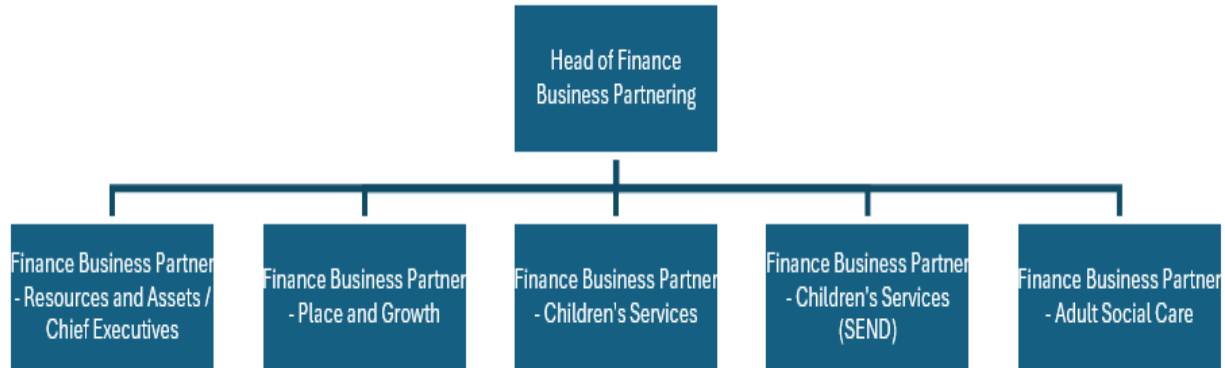 Head of Finance
Business Partnering
Finance Business Partner
- Resources and Assets /
Chief Executives
Finance Business Partner
- Place and Growth
Finance Business Partner
- Children's Services
Finance Business Partner
- Children's Services
(SEND)
Finance Business Partner
- Adult Social Care